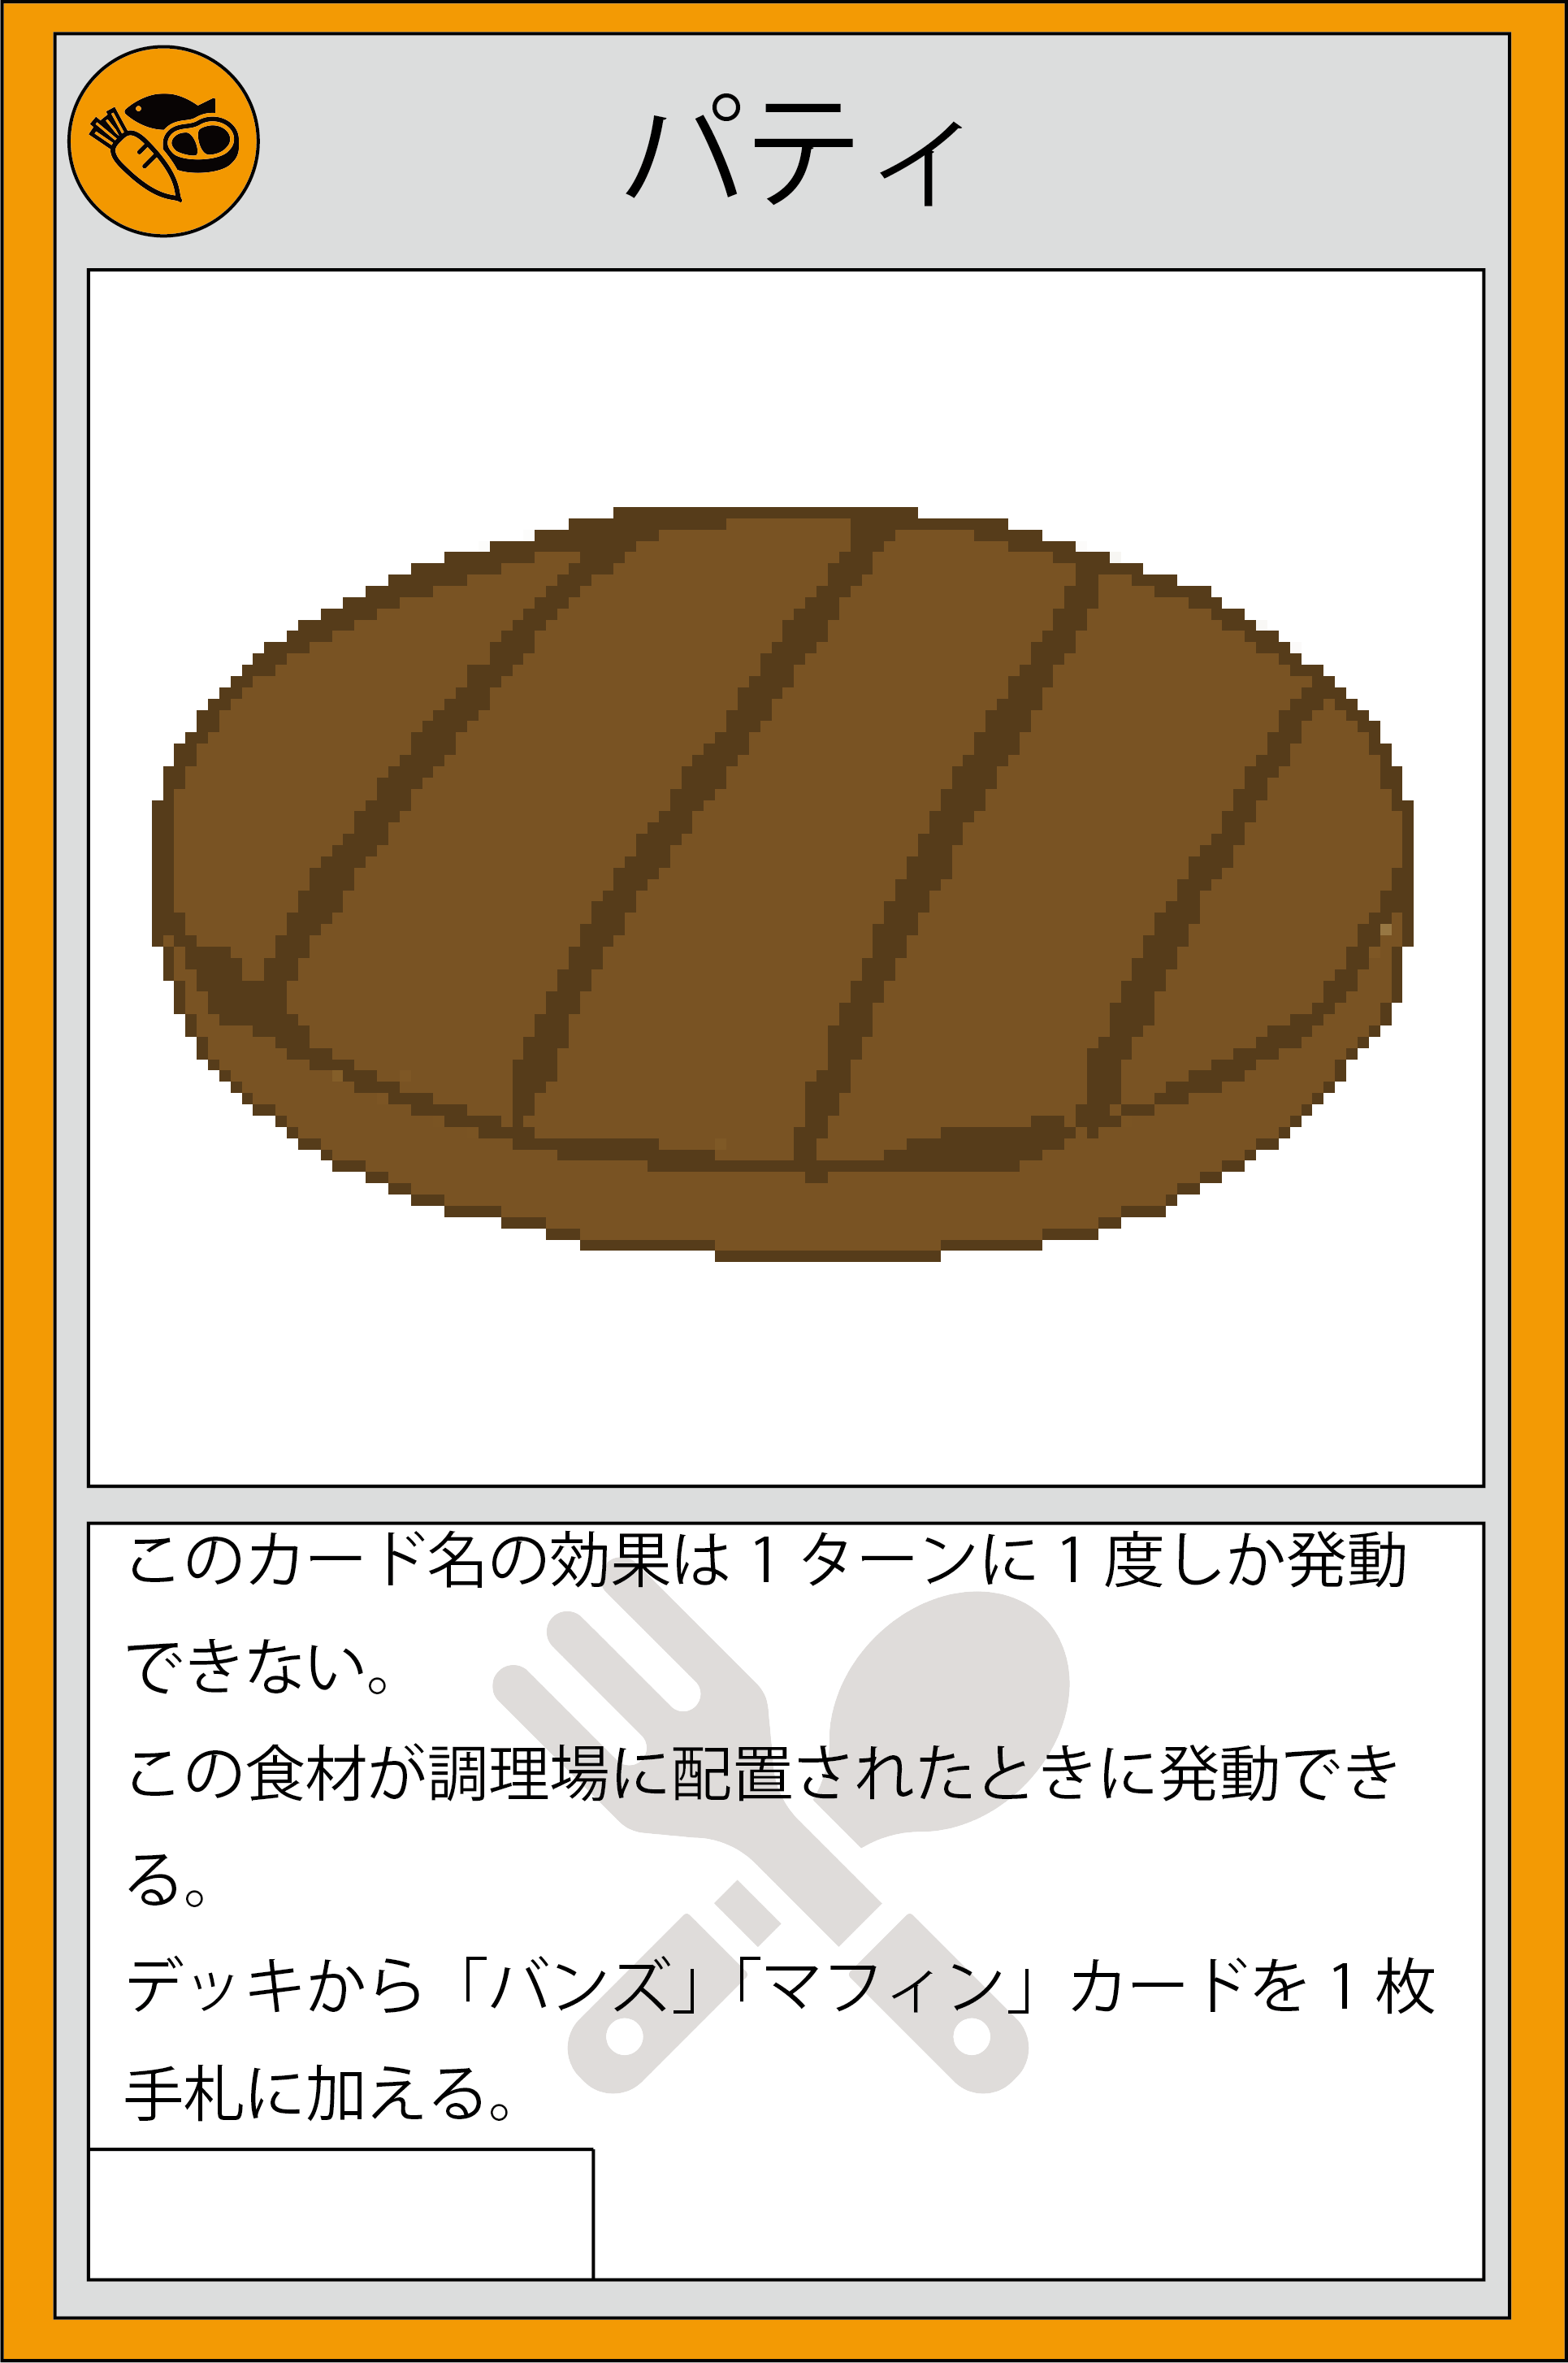 パティ
このカード名の効果は１ターンに１度しか発動
できない。
この食材が調理場に配置されたときに発動でき
る。
デッキから「バンズ」「マフィン」カードを１枚
手札に加える。